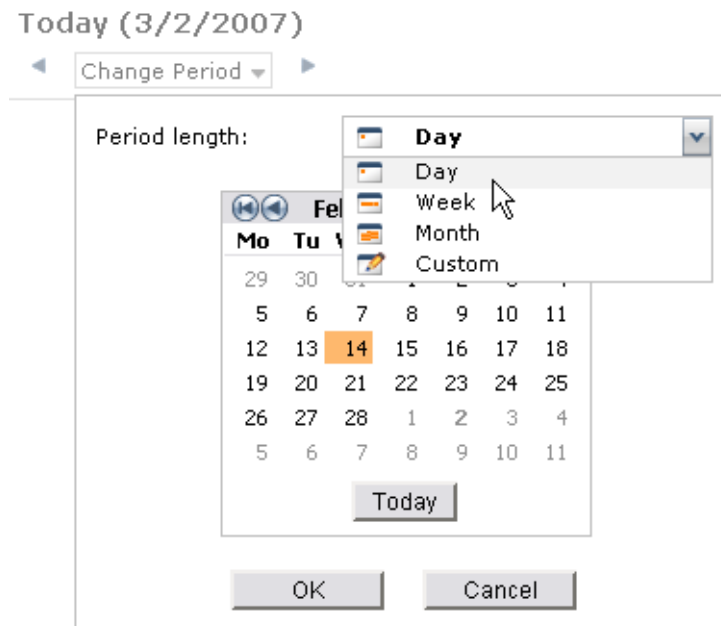 Today (3/2/2007)
Change Period
Period length:
Day
Day
Week
Month
Custom
Mo Tu
29 30
5 6 7 8 9 10 11
12 13 14 15 16 17 18
19 20 21 22 23 24 25
26 27 28 1 2 3 4
5 6 7 8 9 10 11
Today
OK Cancel